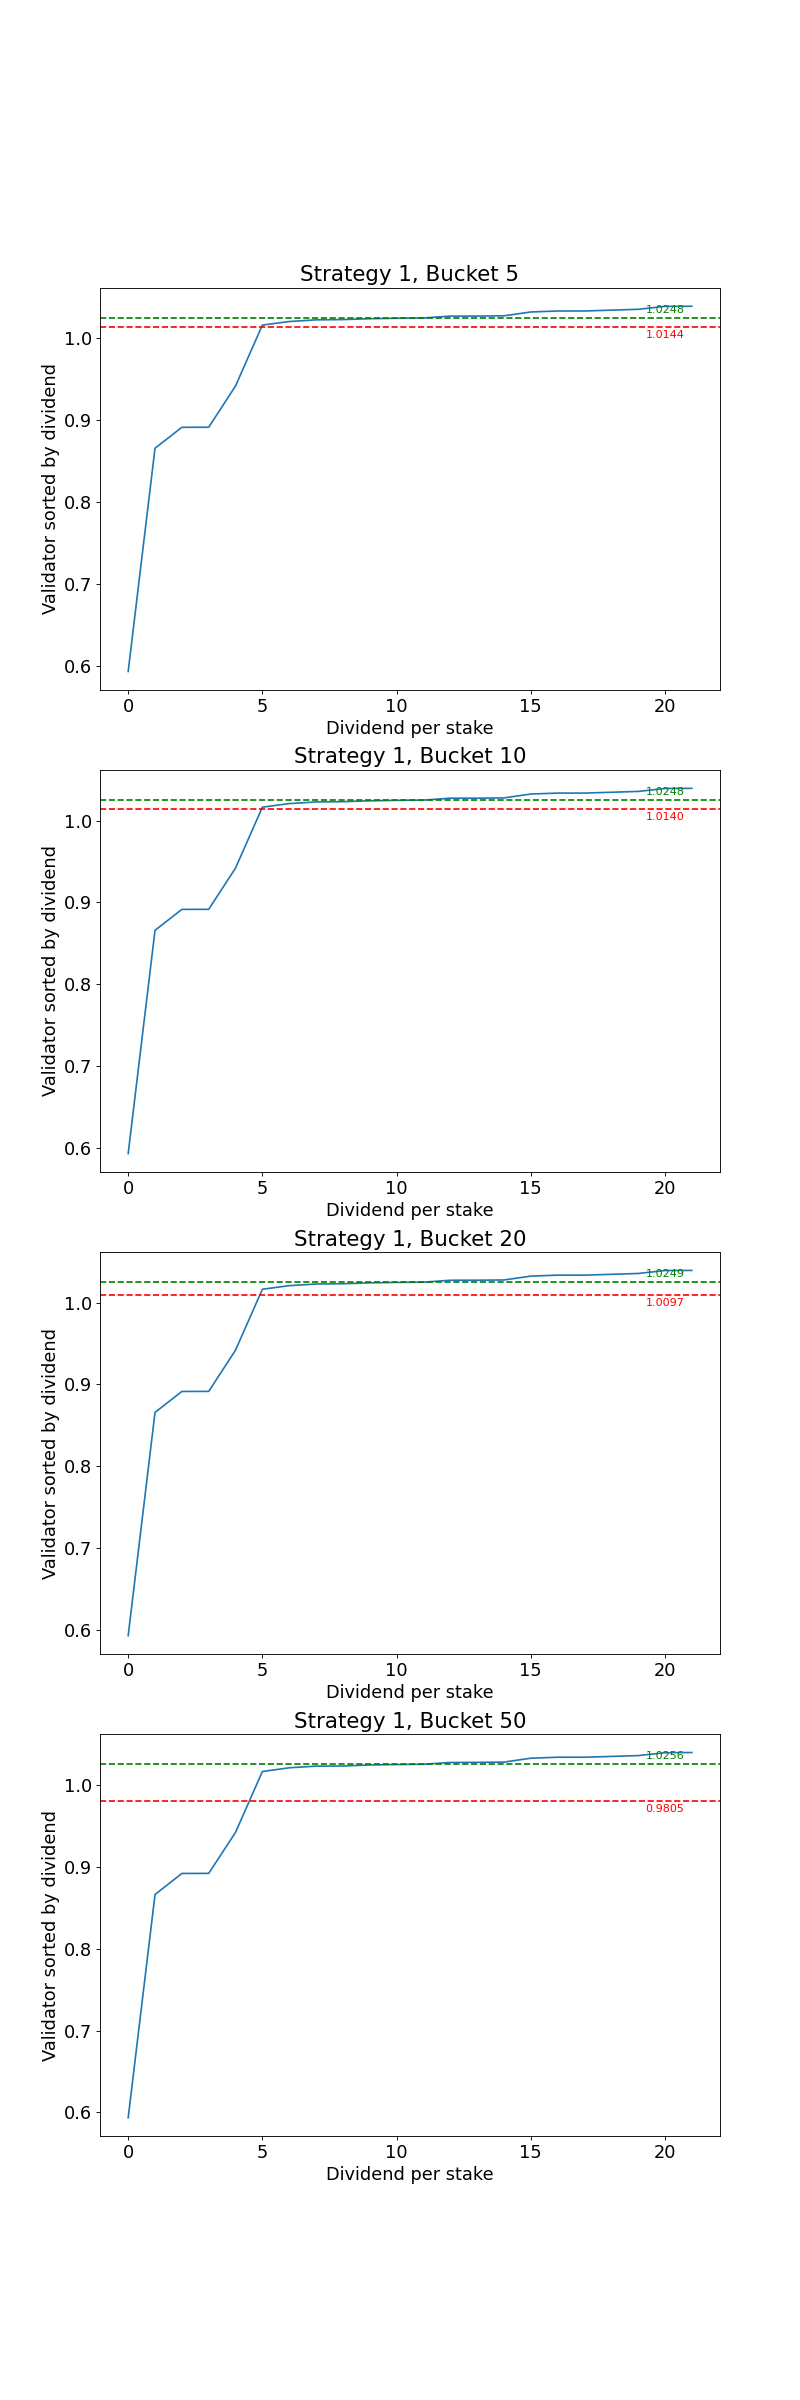 Strategy 1, Bucket 5
1.0248
1.0144
1.0
0.9
0.8
0.7
0.6
Validator sorted by dividend
0 5 10 15 20
Dividend per stake
Strategy 1, Bucket 10
1.0248
1.0140
1.0
0.9
0.8
0.7
0.6
Validator sorted by dividend
0 5 10 15 20
Dividend per stake
Strategy 1, Bucket 20
1.0249
1.0097
1.0
0.9
0.8
0.7
0.6
Validator sorted by dividend
0 5 10 15 20
Dividend per stake
Strategy 1, Bucket 50
1.0256
0.9805
1.0
0.9
0.8
0.7
0.6
Validator sorted by dividend
0 5 10 15 20
Dividend per stake